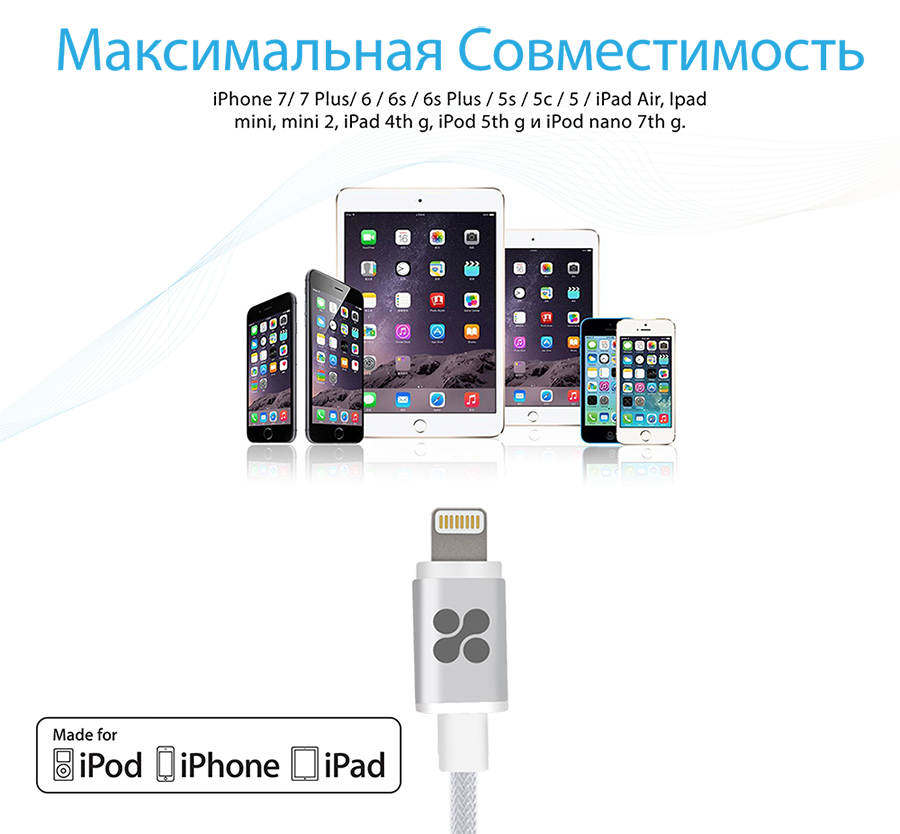 Максимальная Совместимость
iPhone 7/ 7 Plus/ 6 / 6s / 6s Plus / 5s / 5c / 5 / iPad Air, Ipad
mini, mini 2, iPad 4th g, iPod 5th g и iPod nano 7th g.
Made for
iPod iPhone iPad